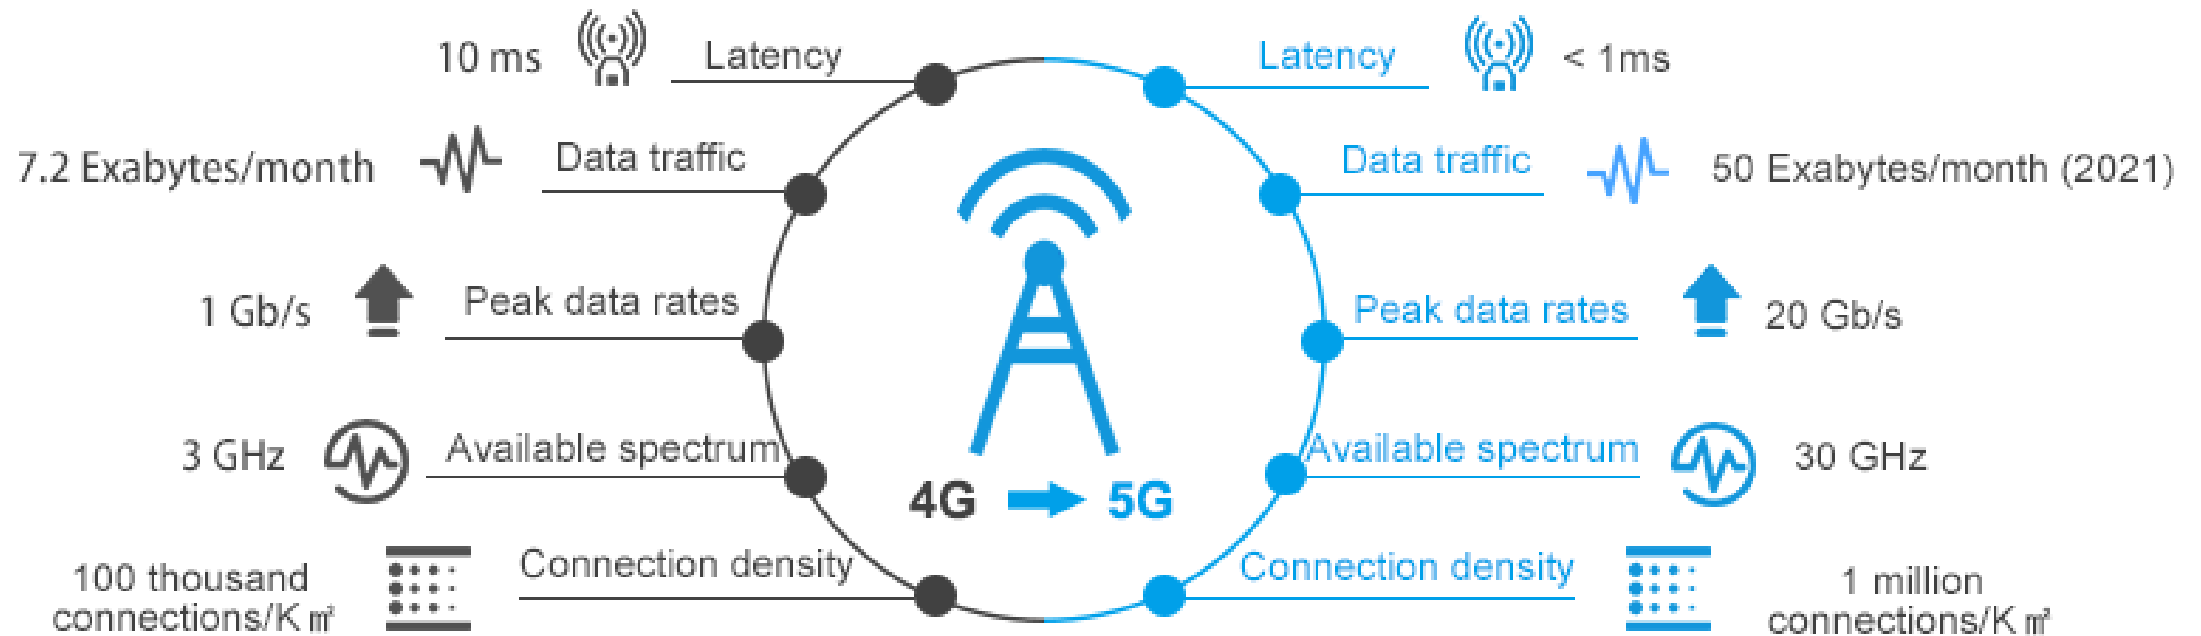 10 ms Latency
7.2 Exabytes/month Data traffic
1 Gb/s Peak data rates
3 GHz Available spectrum
100 thousand
connections/K㎡
Connection density
4G 5G
Latency < 1ms
Data traffic 50 Exabytes/month (2021)
Peak data rates 20 Gb/s
Available spectrum 30 GHz
Connection density
1 million
connections/K㎡